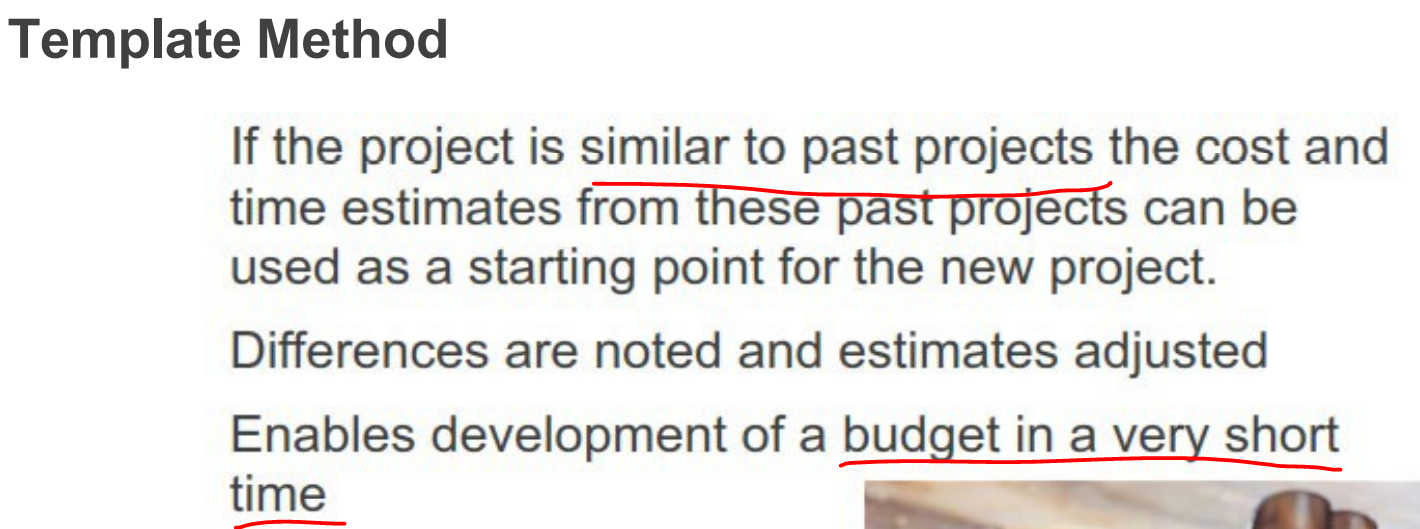 Template Method
If the project is similar to past projects the cost and
time estimates from these past projects can be
used as a starting point for the new project.
Differences are noted and estimates adjusted
Enables development of a budget in a very short
time